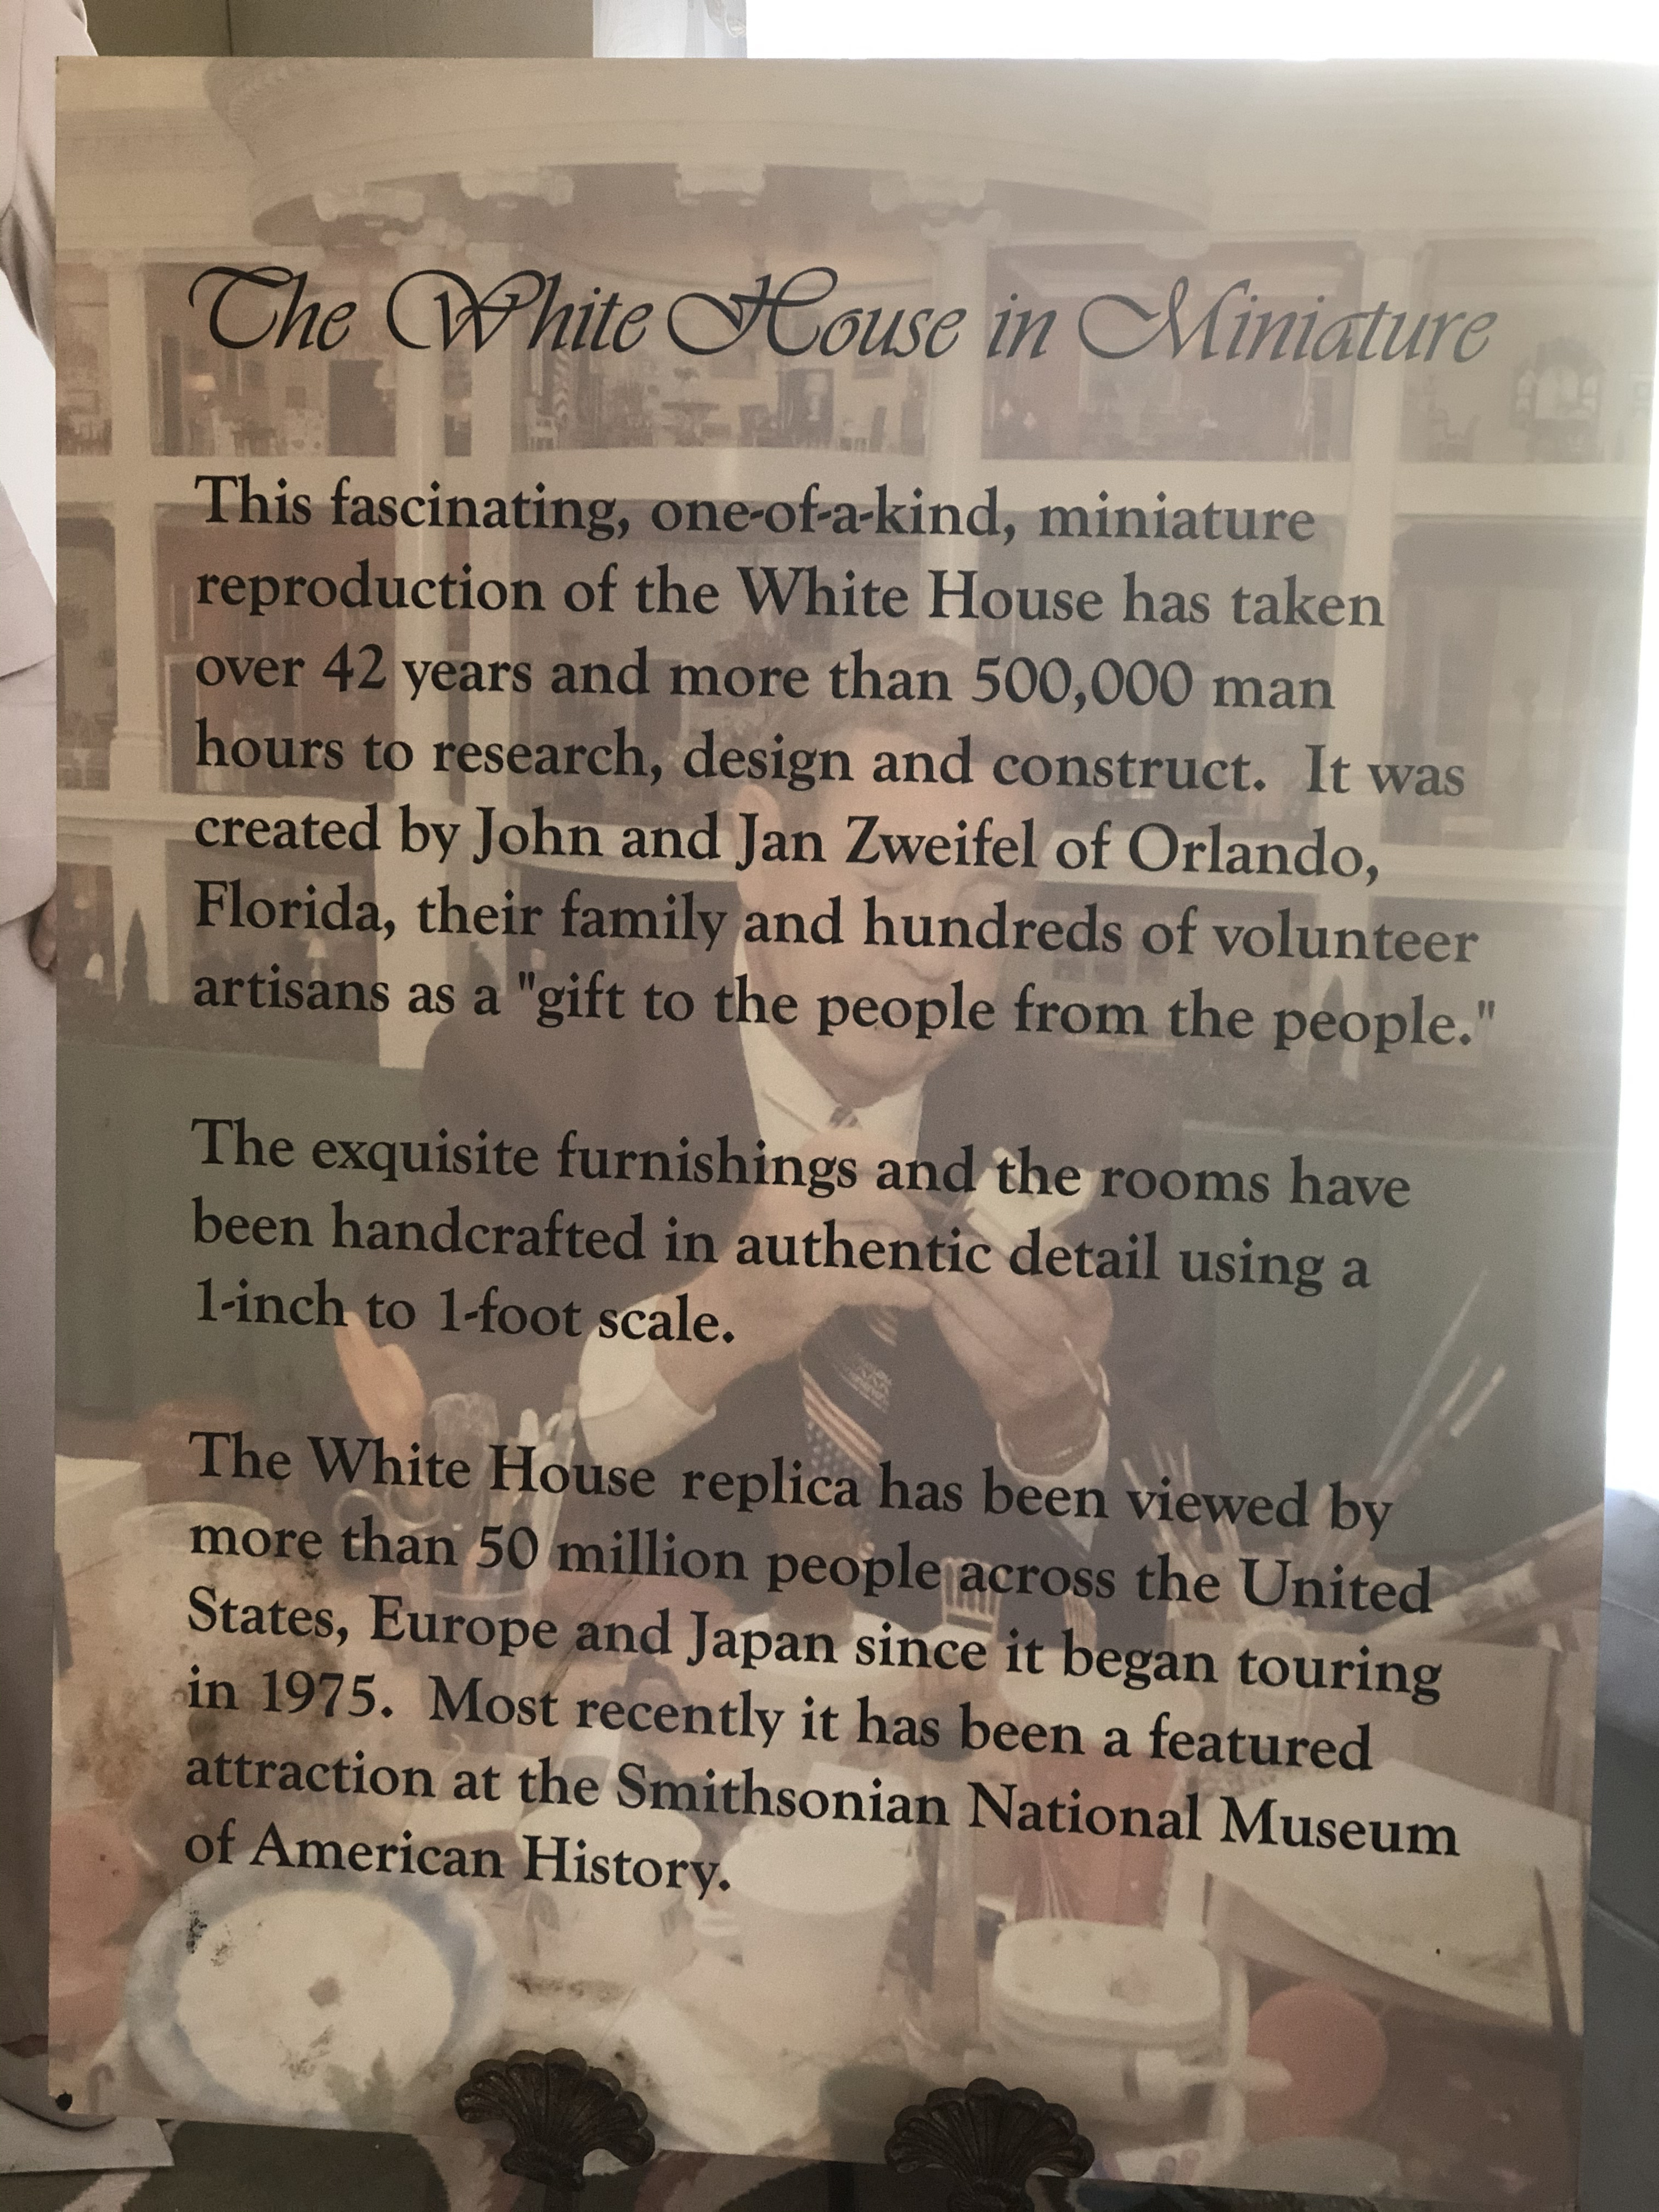 The White House in Miniature
This fascinating, one-of-a-kind, miniature
reproduction of the White House has taken
over 42 years and more than 500,000 man
hours to research, design and construct.  It was
created by John and Jan Zweifel of Orlando,
Florida, their family and hundreds of volunteer
artisans as a "gift to the people from the people."
The exquisite furnishings and the rooms have
been handcrafted in authentic detail using a
1-inch to 1-foot scale.
The White House replica has been viewed by
more than 50 million people across the United
States, Europe and Japan since it began touring
in 1975.  Most recently it has been a featured
attraction at the Smithsonian National Museum
of American History.